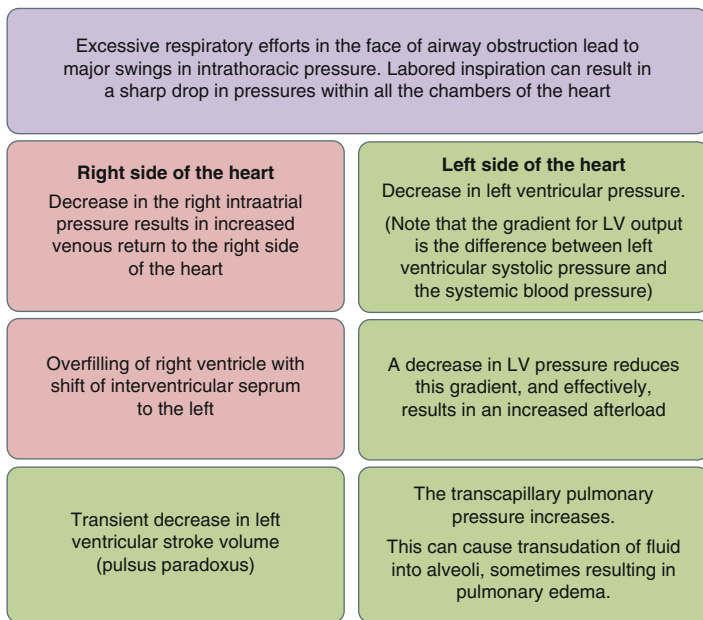 Excessive respiratory efforts in the face of airway obstruction lead to
major swings in intrathoracic pressure. Labored inspiration can result in
a sharp drop in pressures within all the chambers of the heart
Right side of the heart
Decrease in the right intraatrial
pressure results in increased
venous return to the right side
of the heart
Overfilling of right ventricle with
shift of interventricular seprum
to the left
Transient decrease in left
ventricular stroke volume
(pulsus paradoxus)
Left side of the heart
Decrease in left ventricular pressure.
(Note that the gradient for LV output
is the difference between left
ventricular systolic pressure and
the systemic blood pressure)
A decrease in LV pressure reduces
this gradient, and effectively,
results in an increased afterload
The transcapillary pulmonary
pressure increases.
This can cause transudation of fluid
into alveoli, sometimes resulting in
pulmonary edema.